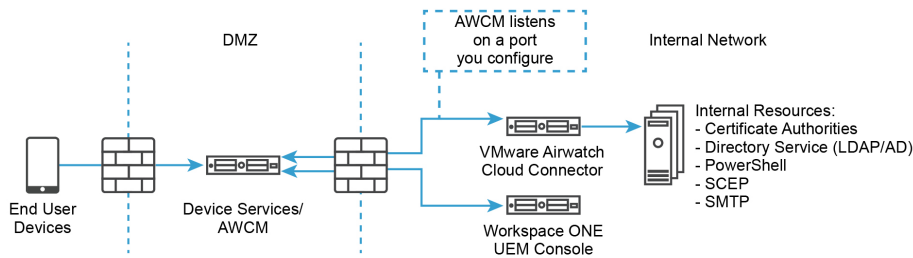 DMZ
AWCM listens
on a port
you configure
Internal Network
End User
Devices
Device Services/
AWCM
VMware Airwatch
Cloud Connector
Workspace ONE
UEM Console
Internal Resources:
- Certificate Authorities
- Directory Service (LDAP/AD)
- PowerShell
- SCEP
- SMTP